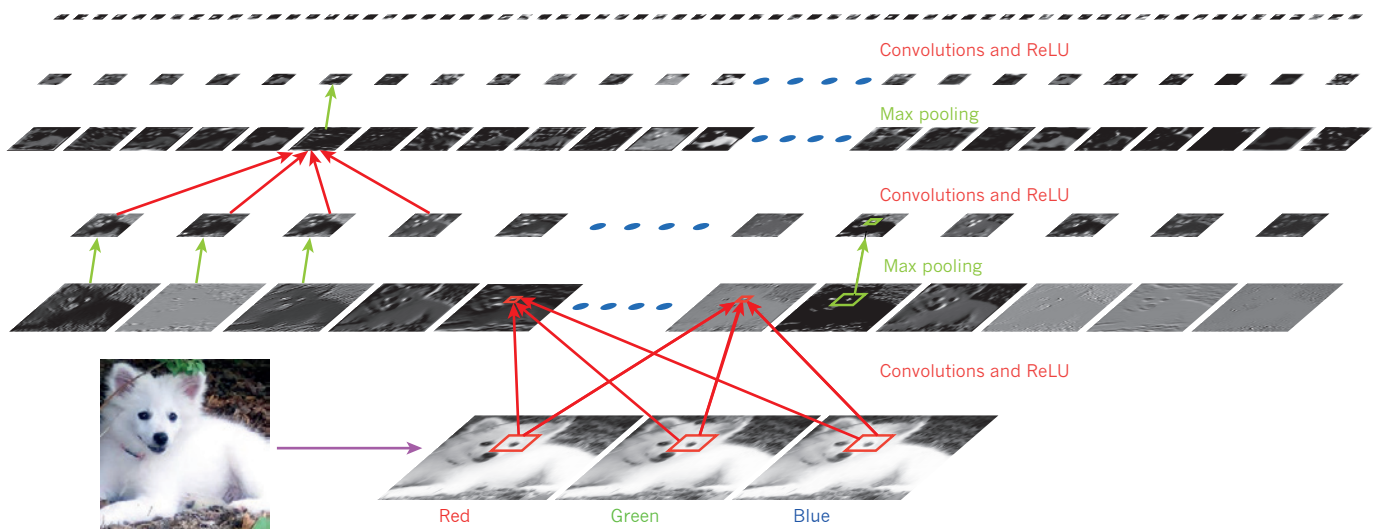 Convolutions and ReLU
Max pooling
Convolutions and ReLU
Max pooling
Convolutions and ReLU
Red Green Blue